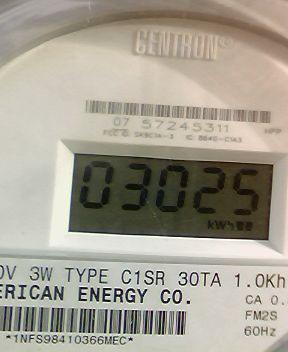 CENTRON®
07 57245311
03025
kWh
0V 3W TYPE C1SR 30TA 1.0Kh
ERICAN ENERGY CO.
CA 0.
FM2S
60Hz
*1NFS98410366MEC*